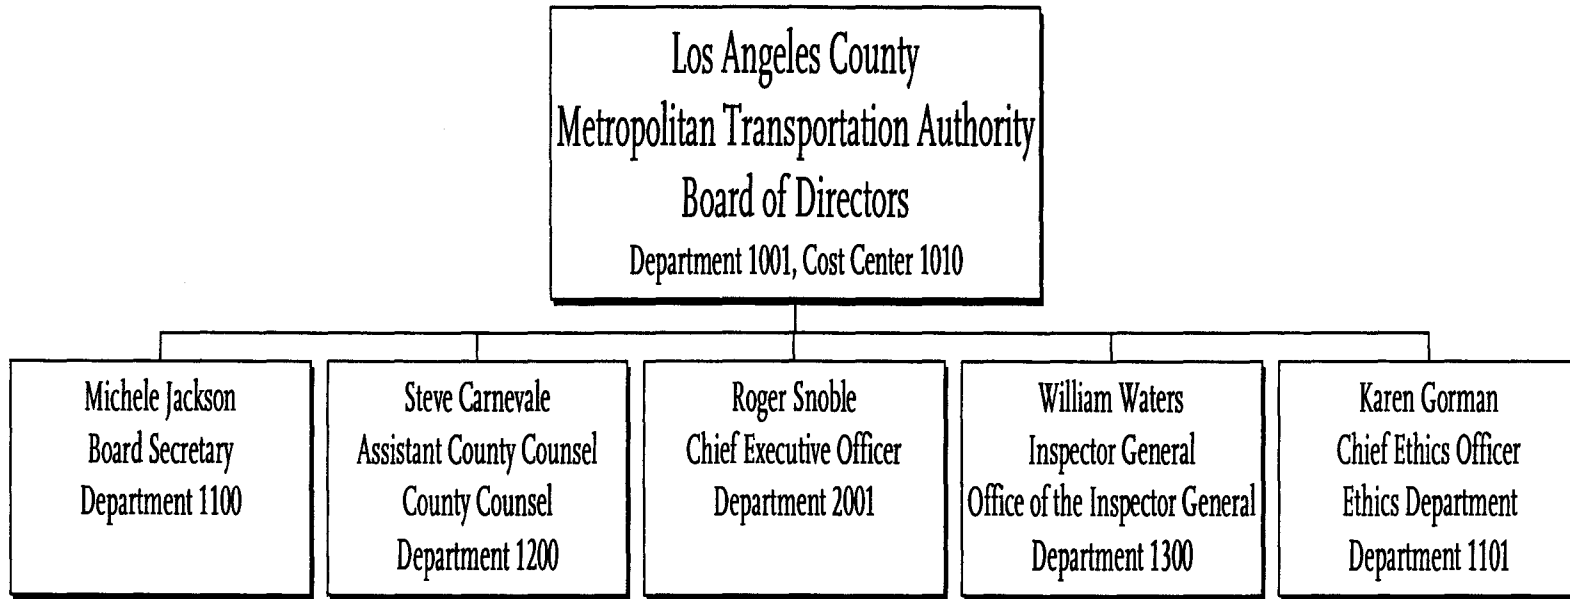 Los Angeles County
Metropolitan Transportation Authority
Board of Directors
Department 1001, Cost Center 1010
Michele Jackson
Board Secretary
Department 1100
Steve Carnevale
Assistant County Counsel
County Counsel
Department 1200
Roger Snoble
Chief Executive Officer
Department 2001
William Waters
Inspector General
Office of the Inspector General
Department 1300
Karen Gorman
Chief Ethics Officer
Ethics Department
Department 1101